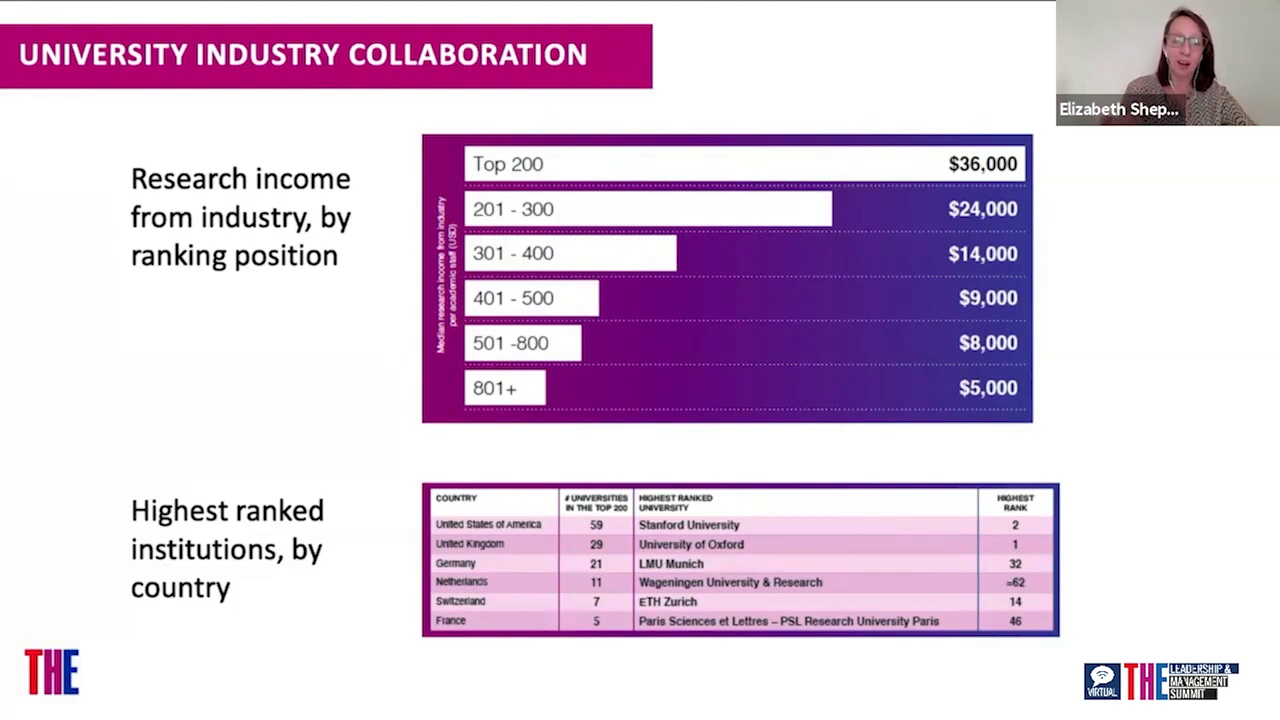 UNIVERSITY INDUSTRY COLLABORATION
Elizabeth Shep...
Research income
from industry, by
ranking position
Median research income from industry
per academic staff (USD)
Top 200 $36,000
201 - 300 $24,000
301 - 400 $14,000
401 - 500 $9,000
501 -800 $8,000
801+ $5,000
Highest ranked
institutions, by
country
COUNTRY # UNIVERSITIES IN THE TOP 200 HIGHEST RANKED UNIVERSITY HIGHEST RANK
United States of America 59 Stanford University 2
United Kingdom 29 University of Oxford 1
Germany 21 LMU Munich 32
Netherlands 11 Wageningen University & Research =62
Switzerland 7 ETH Zurich 14
France 5 Paris Sciences et Lettres – PSL Research University Paris 46
THE
VIRTUAL
THE
LEADERSHIP &
MANAGEMENT
SUMMIT